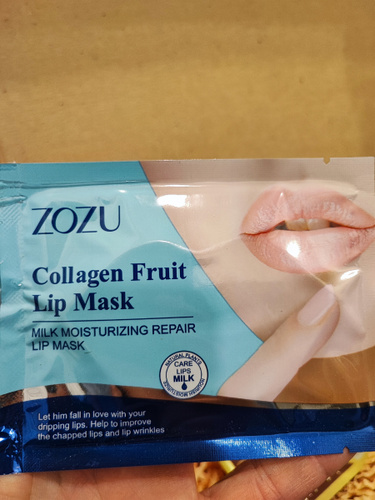 ZOZU
Collagen Fruit
Lip Mask
MILK MOISTURIZING REPAIR
LIP MASK
NATURAL PLANTS
CARE
LIPS
MILK
Let him fall in love with your
dripping lips. Help to improve
the chapped lips and lip wrinkles